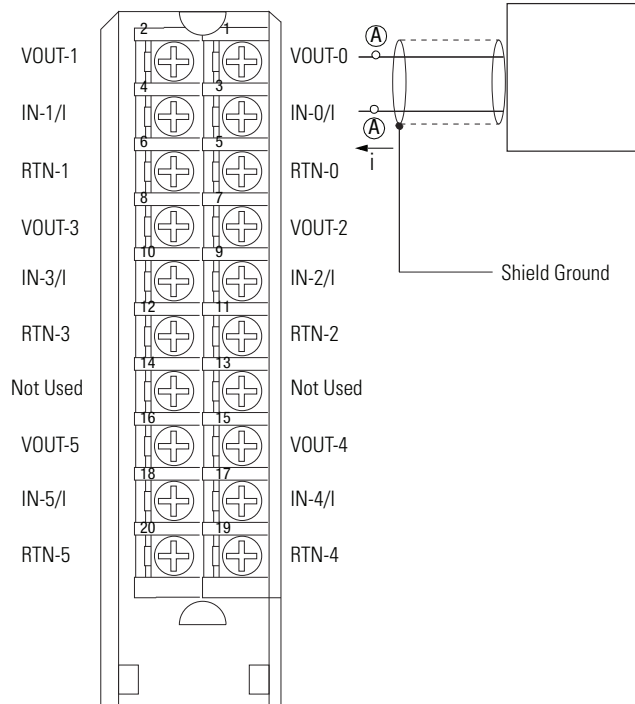 2 1
VOUT-1 VOUT-0 A
4 3
IN-1/I IN-0/I A
6 5
i
RTN-1 RTN-0
8 7
VOUT-3 VOUT-2
10 9
IN-3/I IN-2/I Shield Ground
12 11
RTN-3 RTN-2
14 13
Not Used Not Used
16 15
VOUT-5 VOUT-4
18 17
IN-5/I IN-4/I
20 19
RTN-5 RTN-4